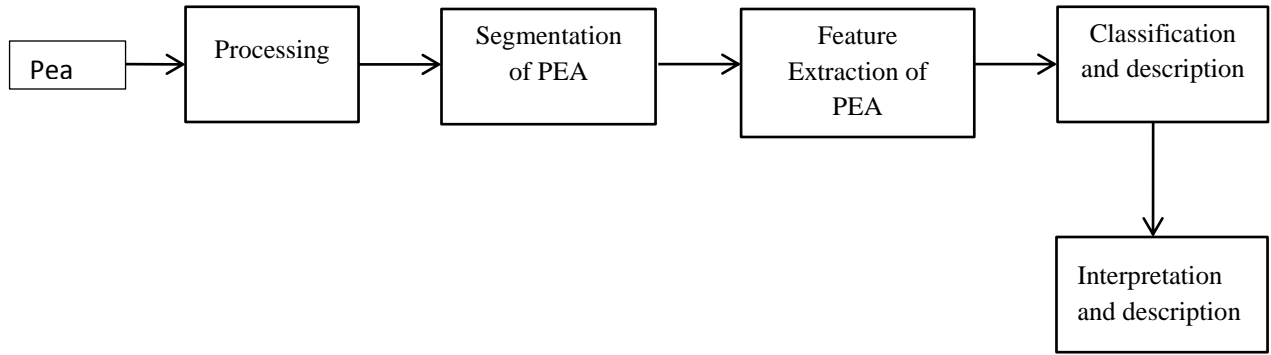 Pea
Processing
Segmentation
of PEA
Feature
Extraction of
PEA
Classification
and description
Interpretation
and description